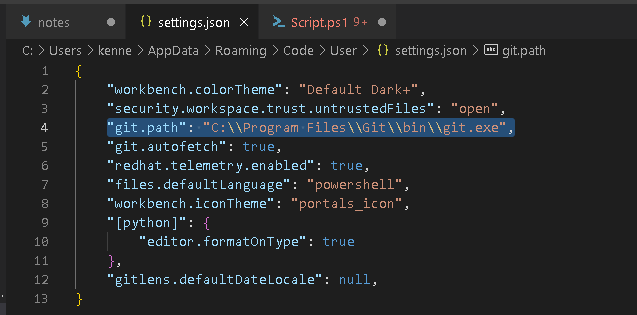 notes
{} settings.json
Script.ps1 9+
C: > Users > kenne > AppData > Roaming > Code > User > {} settings.json > abc git.path
1 {
2 "workbench.colorTheme": "Default Dark+",
3 "security.workspace.trust.untrustedFiles": "open",
4 "git.path": "C:\\Program Files\\Git\\bin\\git.exe",
5 "git.autofetch": true,
6 "redhat.telemetry.enabled": true,
7 "files.defaultLanguage": "powershell",
8 "workbench.iconTheme": "portals_icon",
9 "[python]": {
10 "editor.formatOnType": true
11 },
12 "gitlens.defaultDateLocale": null,
13 }